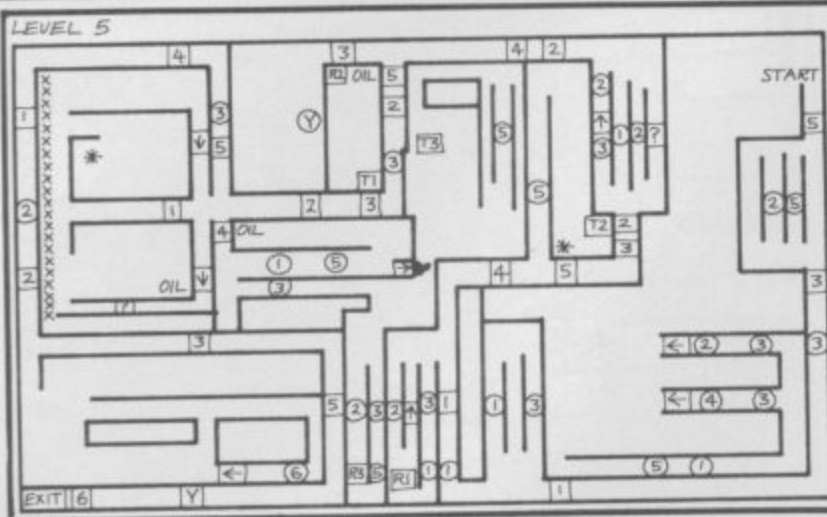 LEVEL 5
4 3 4 2
R2 OIL 5 2 START
1 3 Y 2 5 ↑ 1 2 ? 5
↓ 5 3 T3 3
* T1 5 2 5
2 1 2 3 T2 2
4 OIL * 3
2 OIL ↓ 1 5 → 4 5 3
[?] 3
3 ← 2 3 3
5 2 3 2 ↑ 3 1 1 3 ← 4 3
← 6 R3 5 R1 1 1 5 1
EXIT 6 Y 1